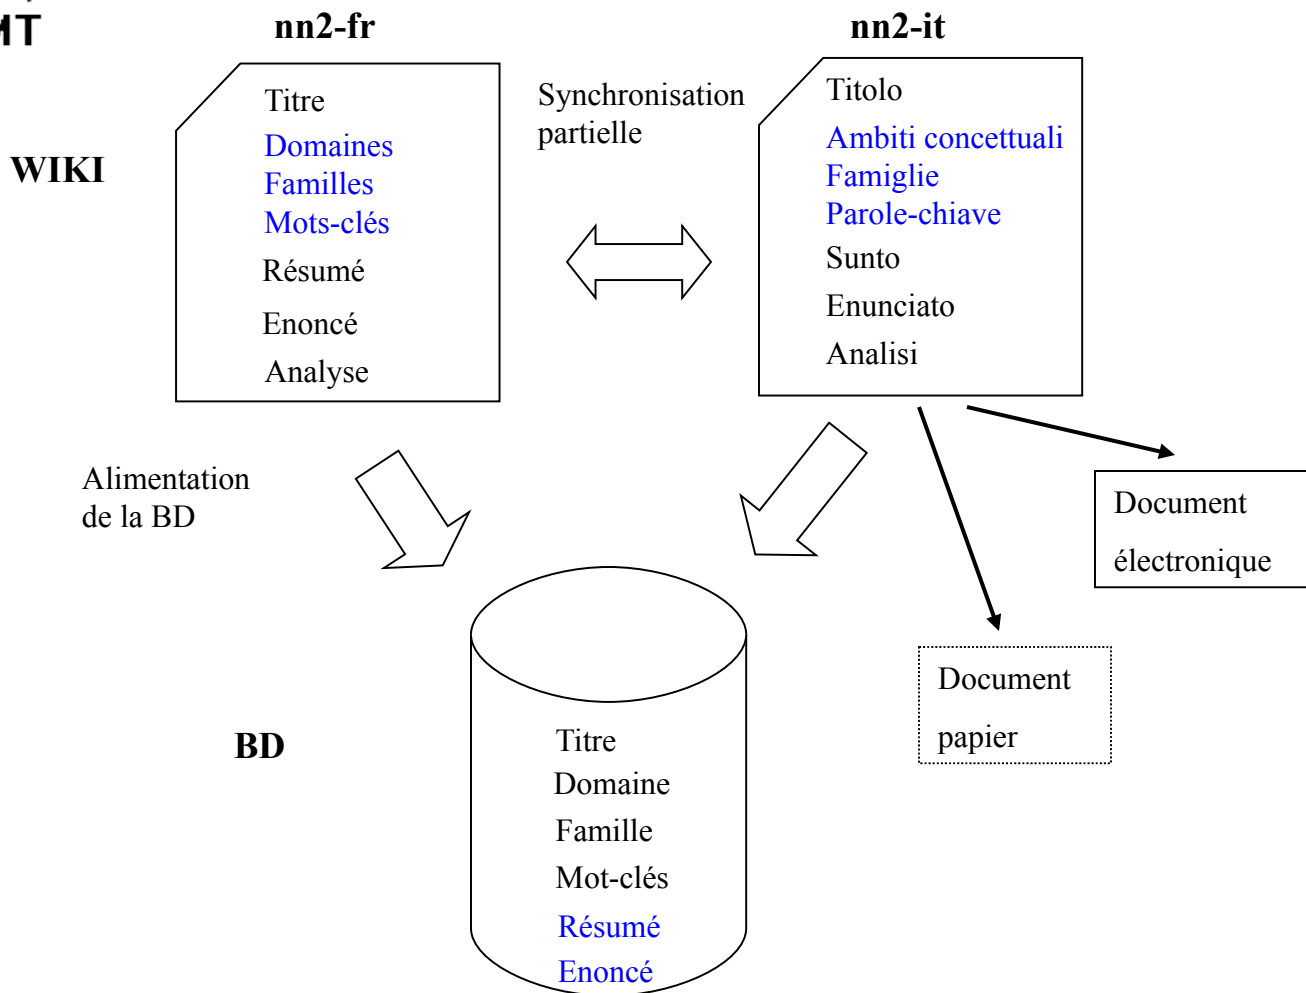 nn2-fr
nn2-it
WIKI
Titre
Domaines
Familles
Mots-clés
Résumé
Enoncé
Analyse
Synchronisation
partielle
Titolo
Ambiti concettuali
Famiglie
Parole-chiave
Sunto
Enunciato
Analisi
Alimentation
de la BD
Document
électronique
Document
papier
BD
Titre
Domaine
Famille
Mot-clés
Résumé
Enoncé